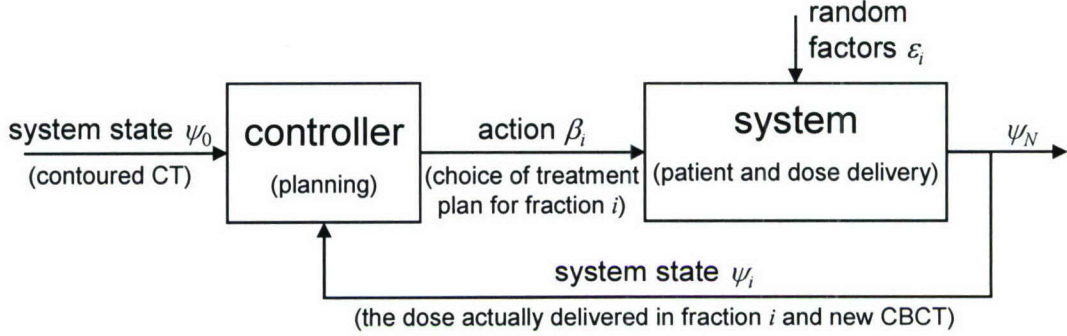 random
factors εᵢ
system state ψ₀
(contoured CT)
controller
(planning)
action βᵢ
(choice of treatment
plan for fraction i)
system
(patient and dose delivery)
ψN
system state ψᵢ
(the dose actually delivered in fraction i and new CBCT)